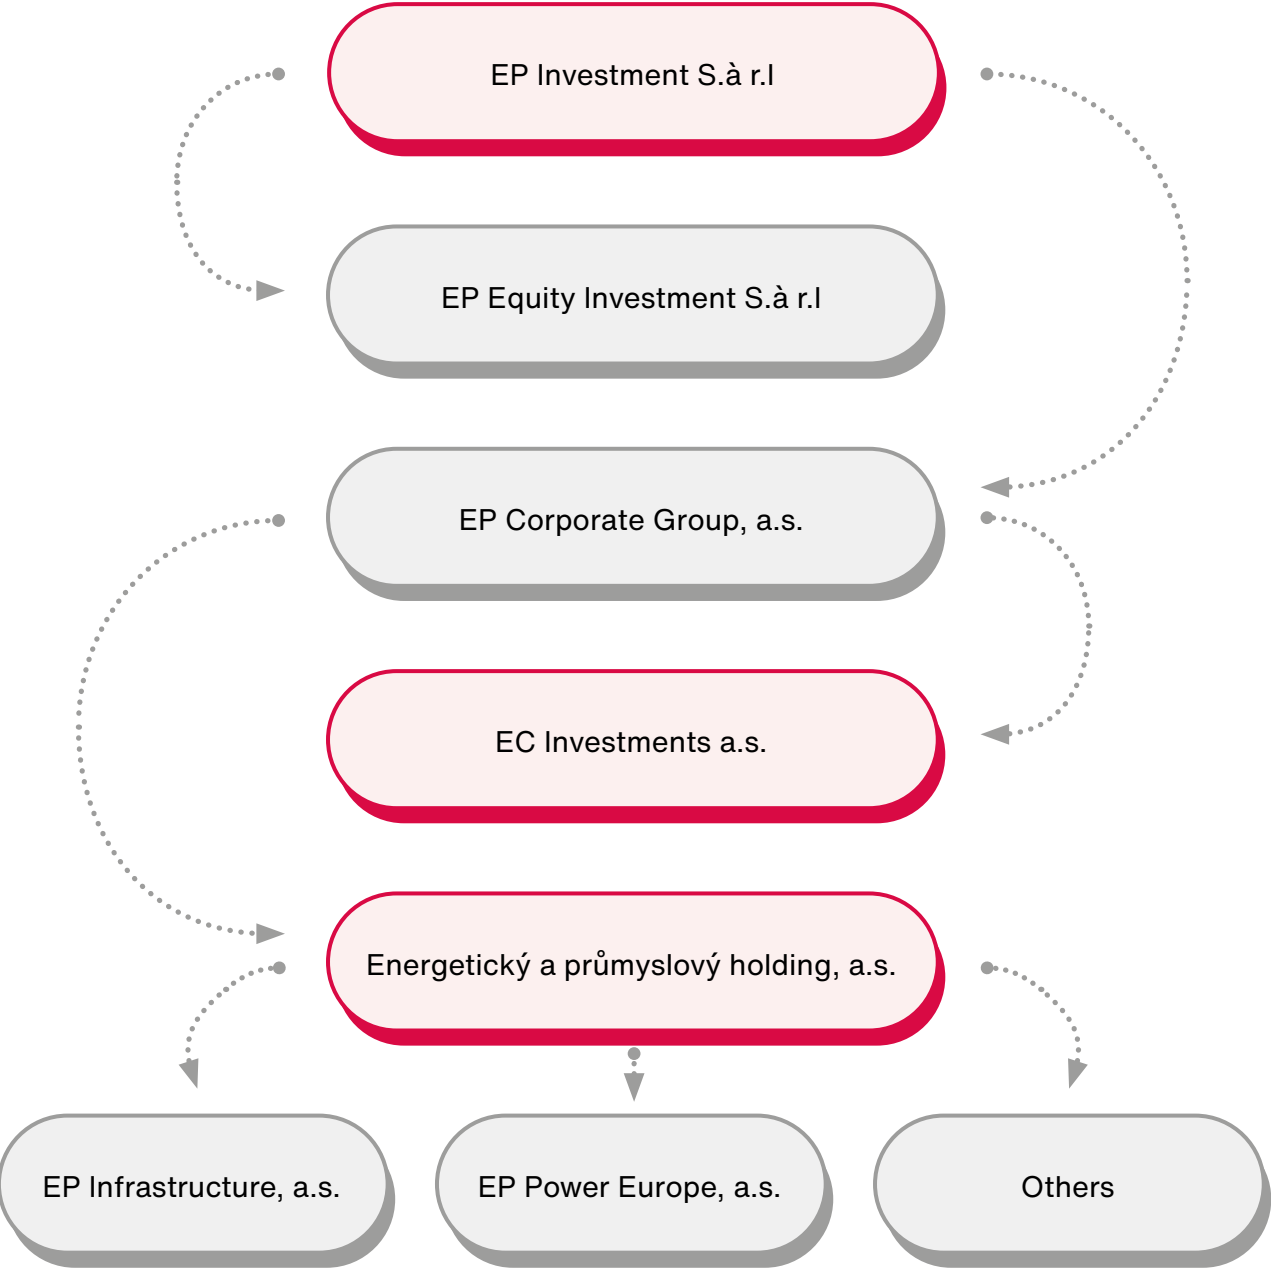 EP Investment S.à r.l
EP Equity Investment S.à r.l
EP Corporate Group, a.s.
EC Investments a.s.
Energetický a průmyslový holding, a.s.
EP Infrastructure, a.s.
EP Power Europe, a.s.
Others